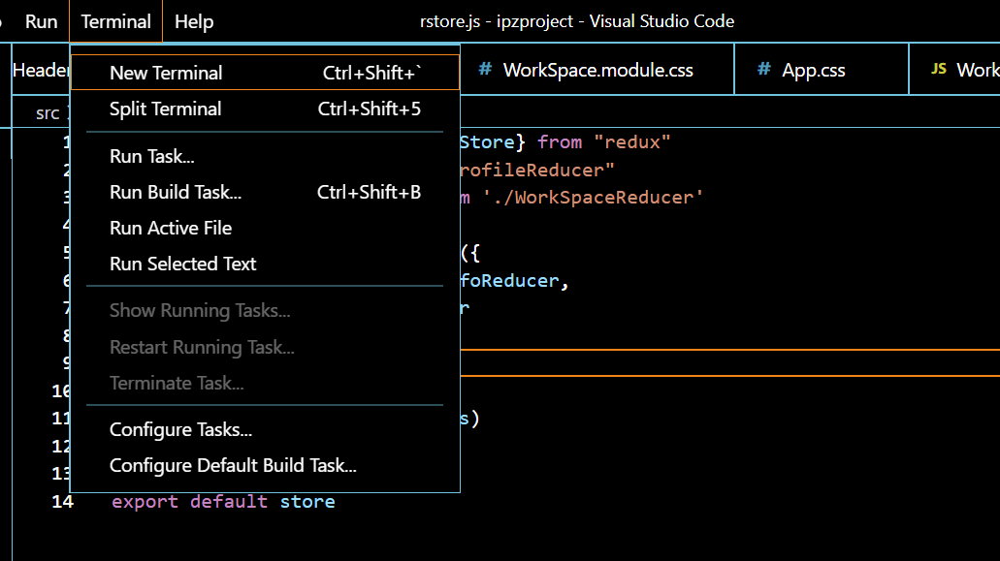 Run Terminal Help rstore.js - ipzproject - Visual Studio Code
Header # WorkSpace.module.css # App.css JS Work
New Terminal Ctrl+Shift+`
Split Terminal Ctrl+Shift+5
Run Task...
Run Build Task... Ctrl+Shift+B
Run Active File
Run Selected Text
Show Running Tasks...
Restart Running Task...
Terminate Task...
Configure Tasks...
Configure Default Build Task...
src
1 Store} from "redux"
2 rofileReducer"
3 m './WorkSpaceReducer'
4
5 ({
6 foReducer,
7 r
8
9
10
11 s)
12
13
14 export default store